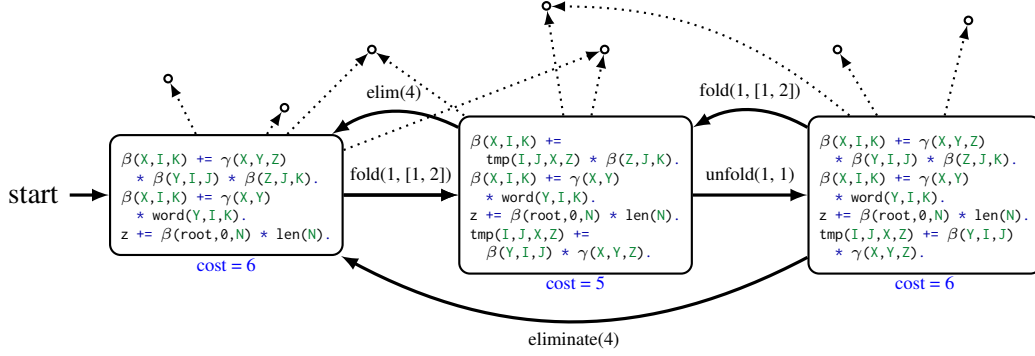 elim(4)
fold(1, [1, 2])
start
β(X,I,K) += γ(X,Y,Z)
* β(Y,I,J) * β(Z,J,K).
β(X,I,K) += γ(X,Y)
* word(Y,I,K).
z += β(root,0,N) * len(N).
cost = 6
fold(1, [1, 2])
β(X,I,K) +=
tmp(I,J,X,Z) * β(Z,J,K).
β(X,I,K) += γ(X,Y)
* word(Y,I,K).
z += β(root,0,N) * len(N).
tmp(I,J,X,Z) +=
β(Y,I,J) * γ(X,Y,Z).
cost = 5
unfold(1, 1)
β(X,I,K) += γ(X,Y,Z)
* β(Y,I,J) * β(Z,J,K).
β(X,I,K) += γ(X,Y)
* word(Y,I,K).
z += β(root,0,N) * len(N).
tmp(I,J,X,Z) += β(Y,I,J)
* γ(X,Y,Z).
cost = 6
eliminate(4)